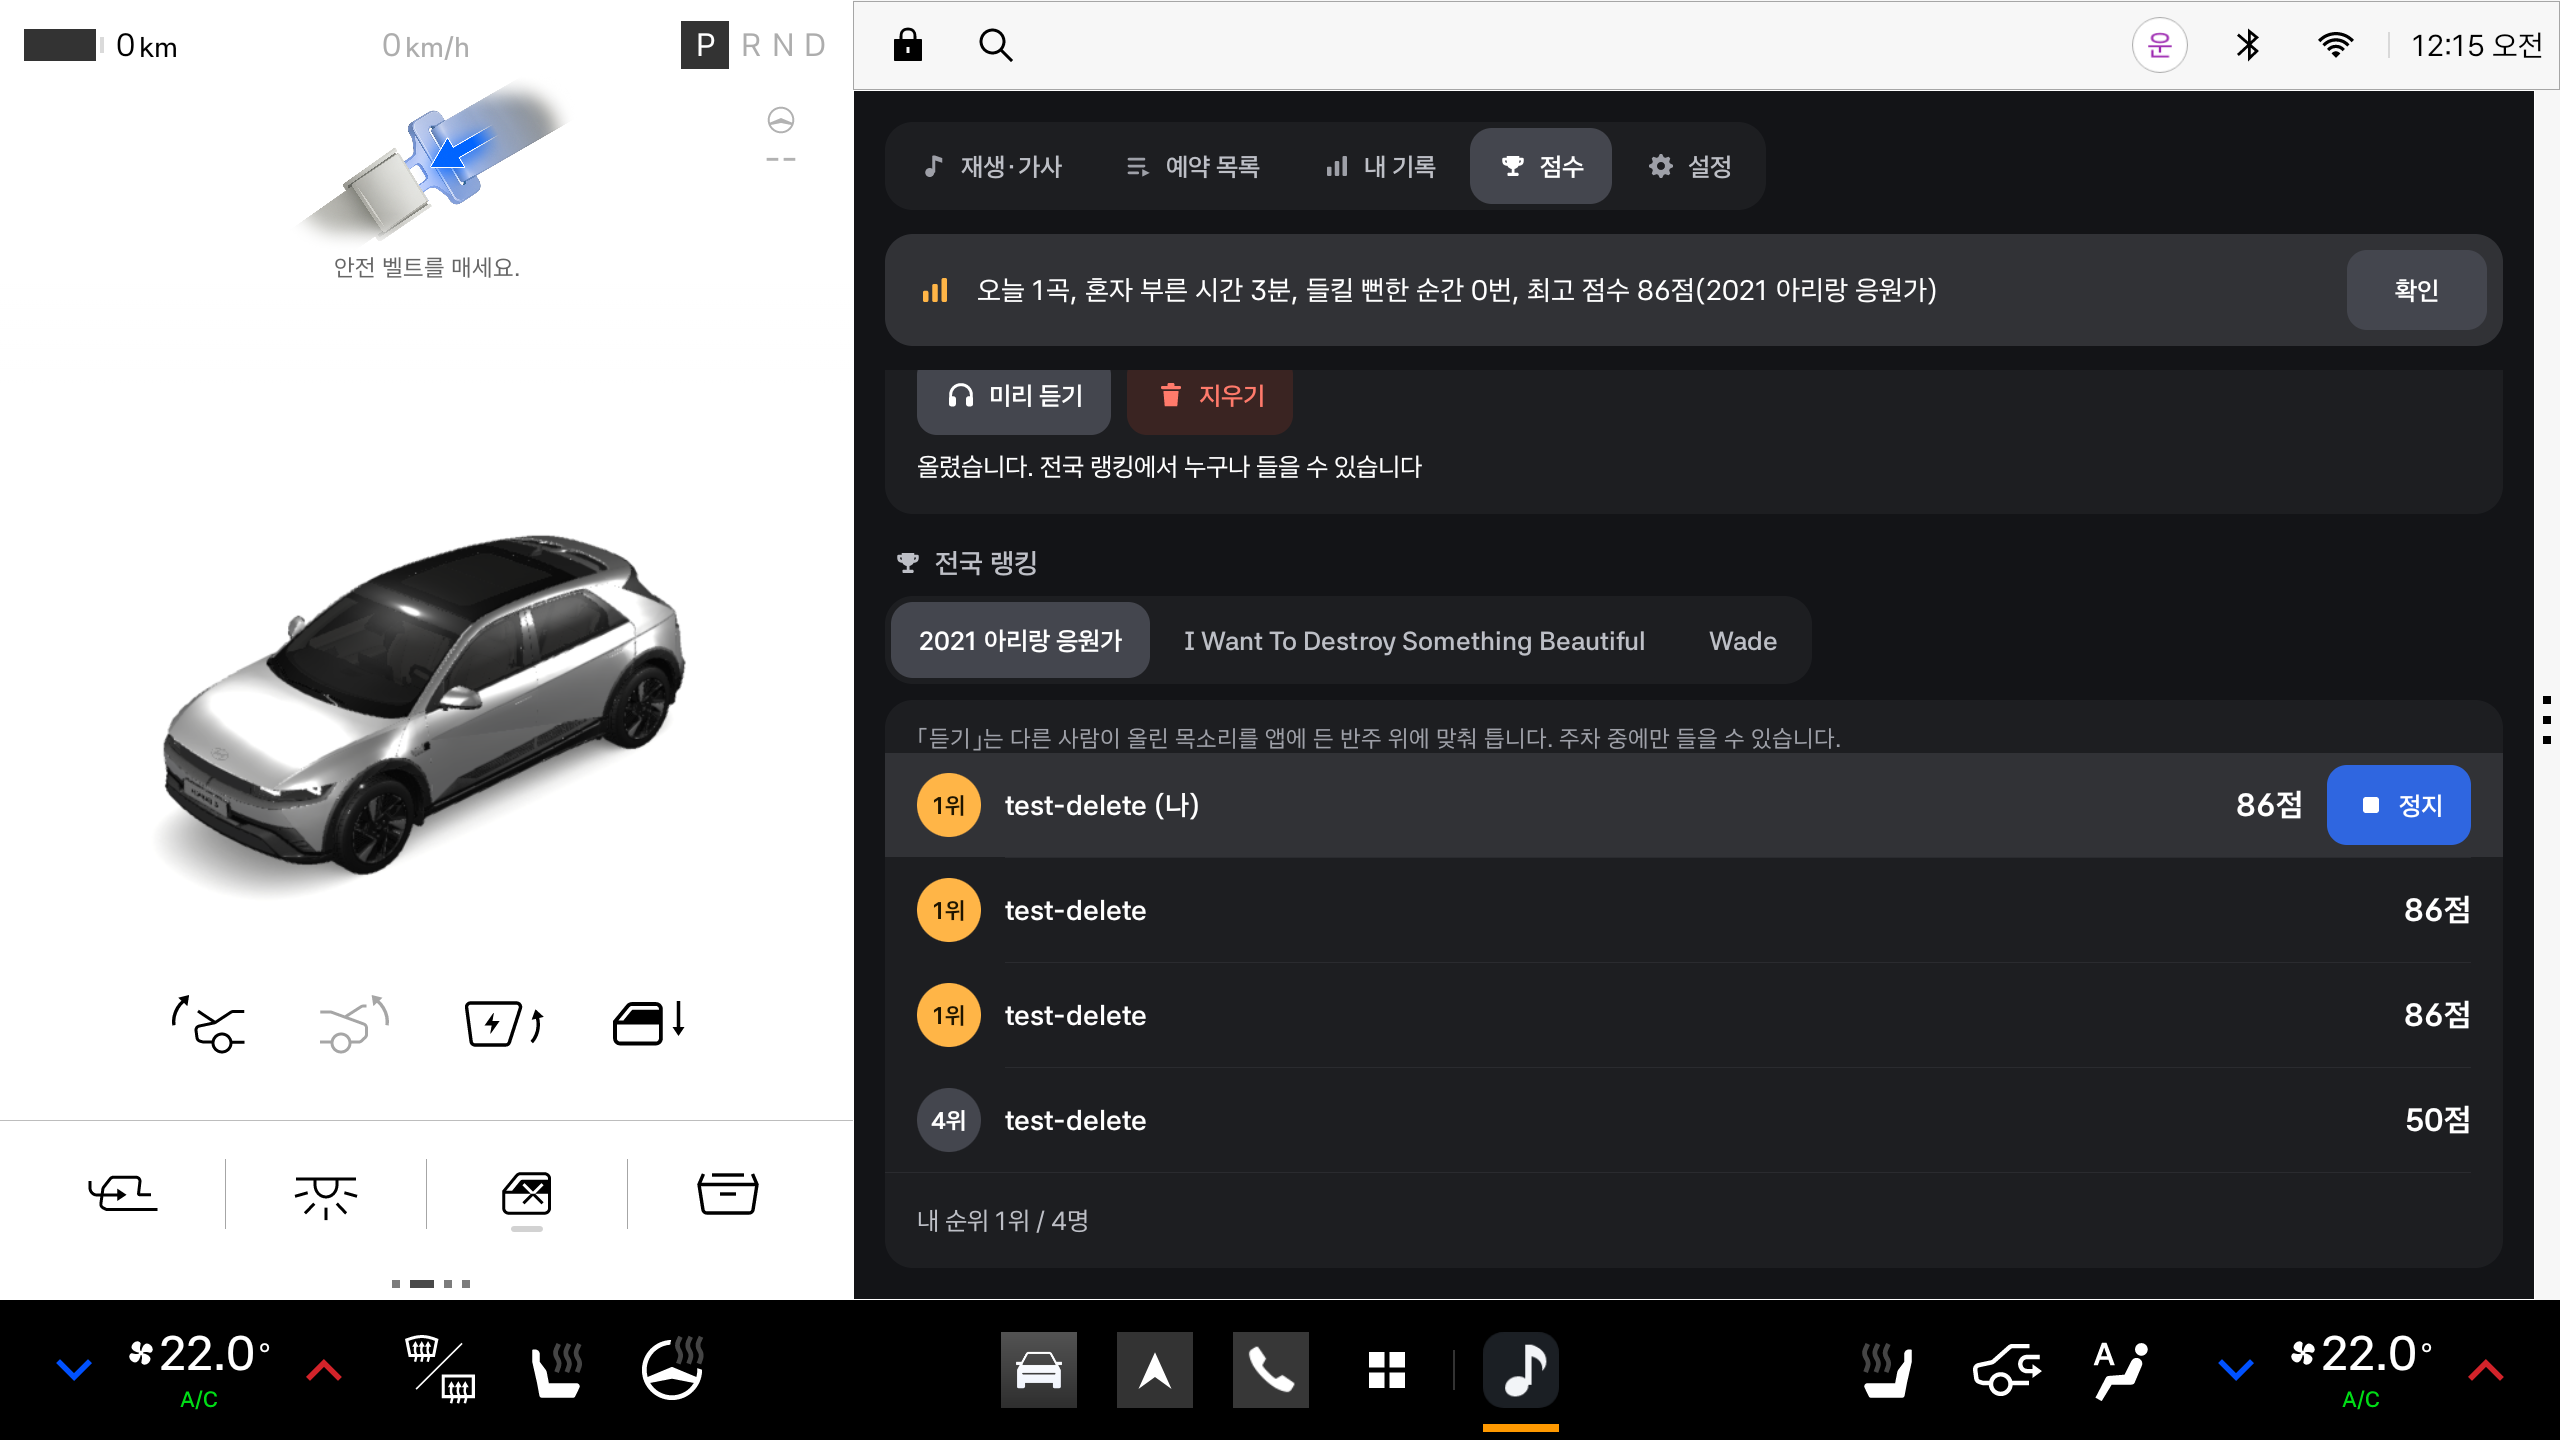 0 km
0 km/h
P R N D
운
12:15 오전
안전 벨트를 매세요.
재생·가사
예약 목록
내 기록
점수
설정
오늘 1곡, 혼자 부른 시간 3분, 들킬 뻔한 순간 0번, 최고 점수 86점(2021 아리랑 응원가)
확인
미리 듣기
지우기
올렸습니다. 전국 랭킹에서 누구나 들을 수 있습니다
전국 랭킹
2021 아리랑 응원가
I Want To Destroy Something Beautiful
Wade
「듣기」는 다른 사람이 올린 목소리를 앱에 든 반주 위에 맞춰 틉니다. 주차 중에만 들을 수 있습니다.
1위 test-delete (나) 86점 정지
1위 test-delete 86점
1위 test-delete 86점
4위 test-delete 50점
내 순위 1위 / 4명
22.0°
A/C
A
22.0°
A/C